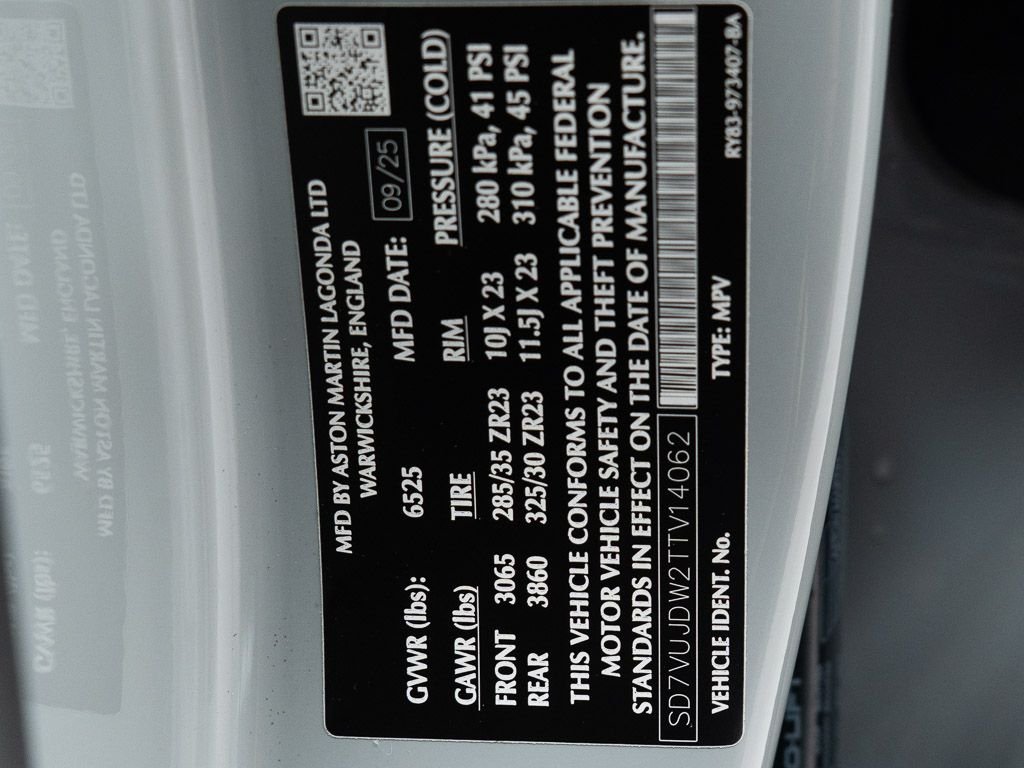 MFD BY ASTON MARTIN LAGONDA LTD
WARWICKSHIRE, ENGLAND
GVWR (lbs): 6525 MFD DATE: 09/25
GAWR (lbs) TIRE RIM PRESSURE (COLD)
FRONT 3065 285/35 ZR23 10J X 23 280 kPa, 41 PSI
REAR 3860 325/30 ZR23 11.5J X 23 310 kPa, 45 PSI
THIS VEHICLE CONFORMS TO ALL APPLICABLE FEDERAL
MOTOR VEHICLE SAFETY AND THEFT PREVENTION
STANDARDS IN EFFECT ON THE DATE OF MANUFACTURE.
SD7VUJDW2TTV14062
VEHICLE IDENT. No. TYPE: MPV RY83-973407-BA